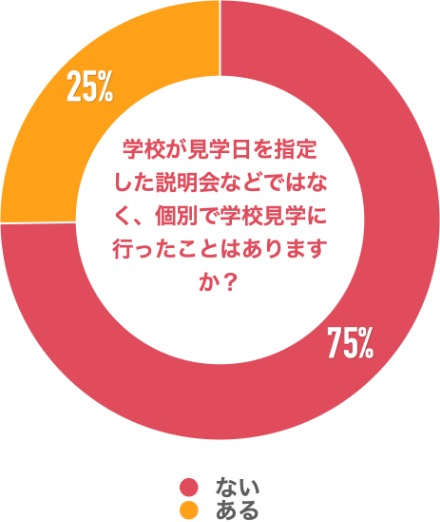 25%
学校が見学日を指定
した説明会などではな
く、個別で学校見学に
行ったことはあります
か？
75%
ない
ある